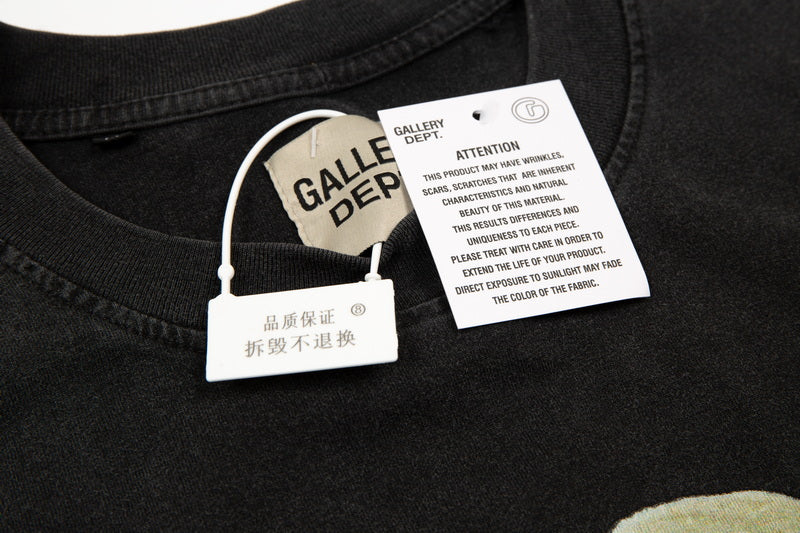 GALLE
DEP
品质保证 ⑧
拆毁不退换
GALLERY
DEPT.
G
ATTENTION
THIS PRODUCT MAY HAVE WRINKLES,
SCARS, SCRATCHES THAT ARE INHERENT
CHARACTERISTICS AND NATURAL
BEAUTY OF THIS MATERIAL.
THIS RESULTS DIFFERENCES AND
UNIQUENESS TO EACH PIECE.
PLEASE TREAT WITH CARE IN ORDER TO
EXTEND THE LIFE OF YOUR PRODUCT.
DIRECT EXPOSURE TO SUNLIGHT MAY FADE
THE COLOR OF THE FABRIC.